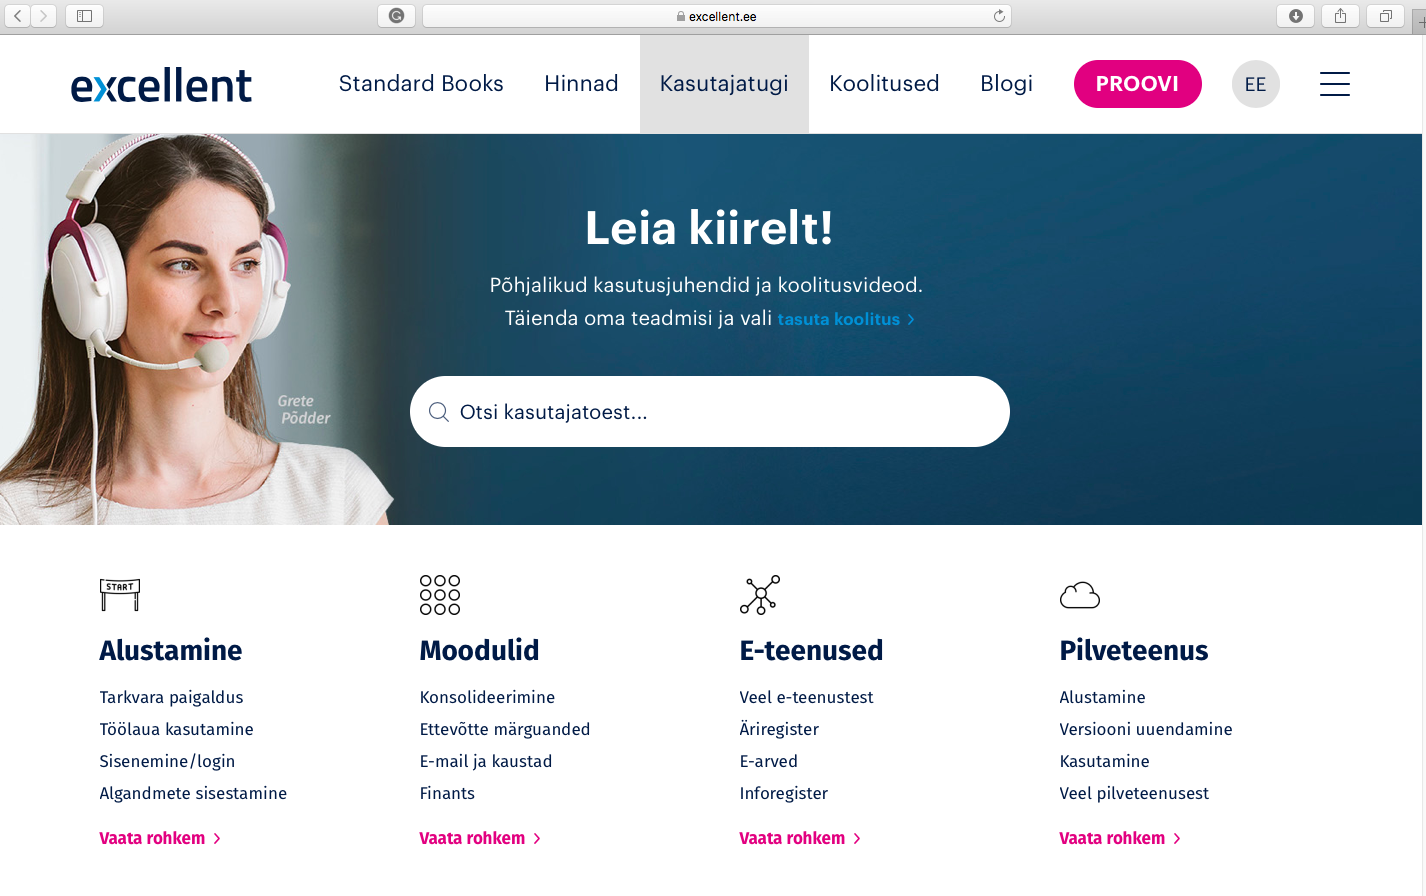 excellent.ee
excellent
Standard Books
Hinnad
Kasutajatugi
Koolitused
Blogi
PROOVI
EE
Leia kiirelt!
Põhjalikud kasutusjuhendid ja koolitusvideod.
Täienda oma teadmisi ja vali tasuta koolitus >
Otsi kasutajatoest...
Grete
Põdder
START
Alustamine
Tarkvara paigaldus
Töölaua kasutamine
Sisenemine/login
Algandmete sisestamine
Vaata rohkem >
Moodulid
Konsolideerimine
Ettevõtte märguanded
E-mail ja kaustad
Finants
Vaata rohkem >
E-teenused
Veel e-teenustest
Äriregister
E-arved
Inforegister
Vaata rohkem >
Pilveteenus
Alustamine
Versiooni uuendamine
Kasutamine
Veel pilveteenusest
Vaata rohkem >